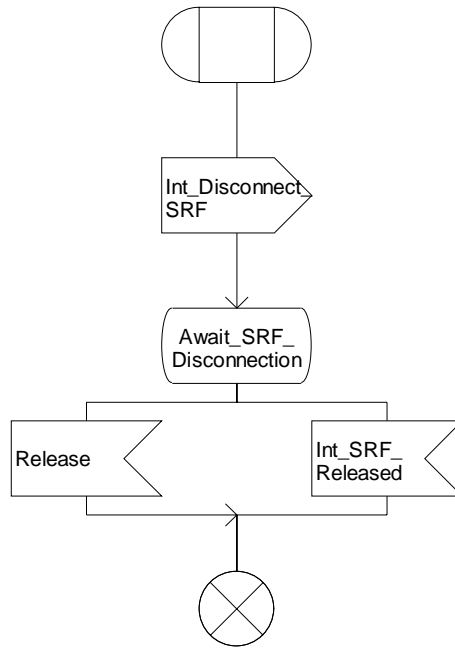 Int_Disconnect_
SRF
Await_SRF_
Disconnection
Release
Int_SRF_
Released